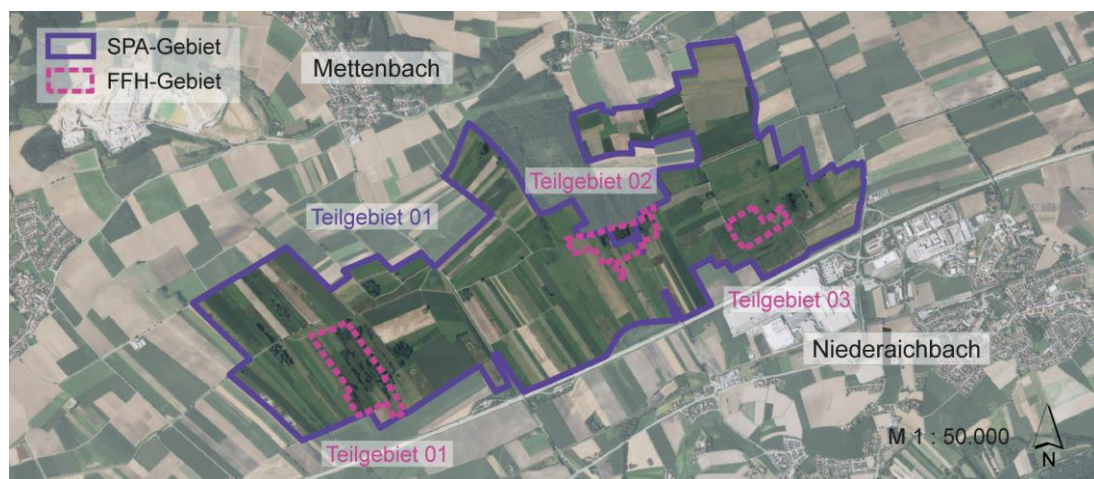 SPA-Gebiet
FFH-Gebiet
Mettenbach
Teilgebiet 02
Teilgebiet 01
Teilgebiet 03
Niederaichbach
Teilgebiet 01
M 1 : 50.000
N